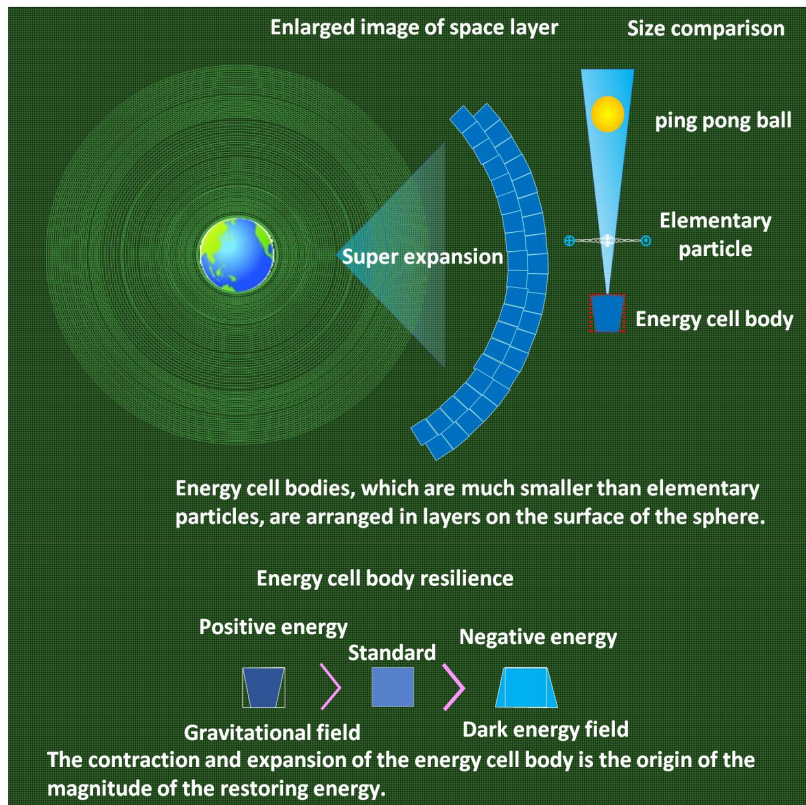 Enlarged image of space layer
Size comparison
ping pong ball
Elementary
particle
Super expansion
Energy cell body
Energy cell bodies, which are much smaller than elementary
particles, are arranged in layers on the surface of the sphere.
Energy cell body resilience
Positive energy
Standard
Negative energy
Gravitational field
Dark energy field
The contraction and expansion of the energy cell body is the origin of the
magnitude of the restoring energy.